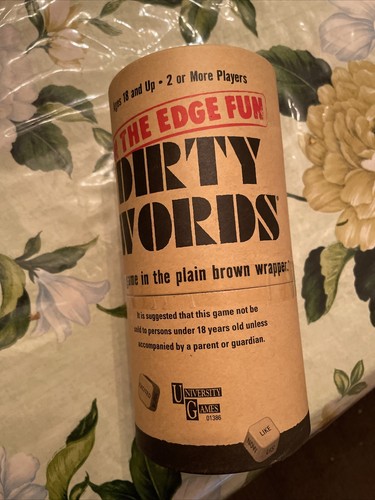 Ages 18 and Up • 2 or More Players
THE EDGE FUN
DIRTY
WORDS
in the plain brown wrapper.
It is suggested that this game not be
sold to persons under 18 years old unless
accompanied by a parent or guardian.
UNIVERSITY
GAMES
01386
LIKE